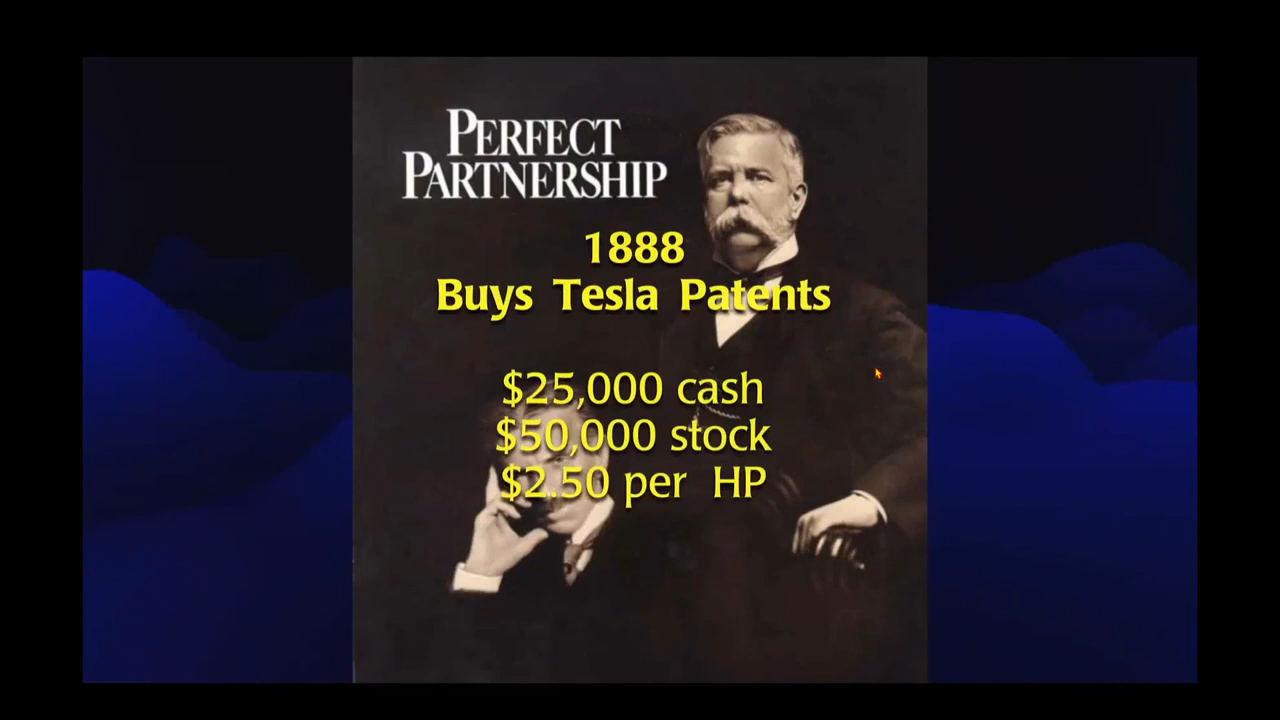 PERFECT
PARTNERSHIP
1888
Buys Tesla Patents
$25,000 cash
$50,000 stock
$2.50 per HP